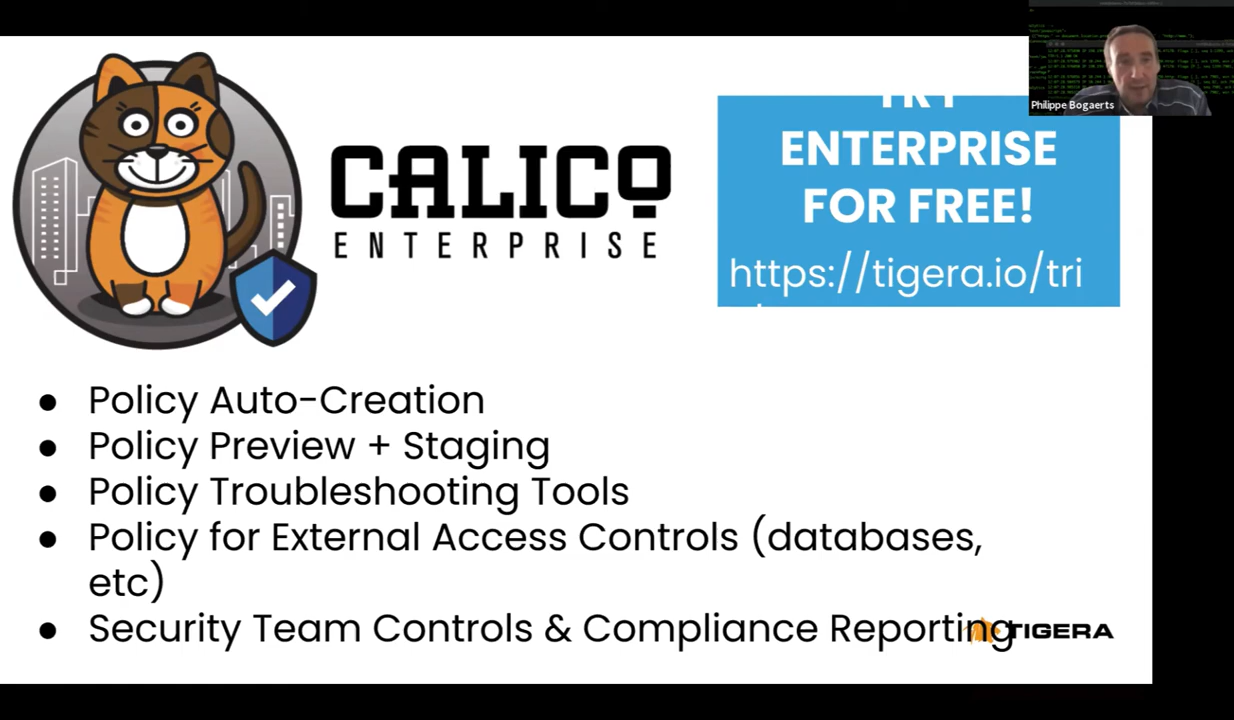 CALICO
ENTERPRISE
TRY
ENTERPRISE
FOR FREE!
https://tigera.io/tri
Philippe Bogaerts
● Policy Auto-Creation
● Policy Preview + Staging
● Policy Troubleshooting Tools
● Policy for External Access Controls (databases,
etc)
● Security Team Controls & Compliance Reporting
TIGERA